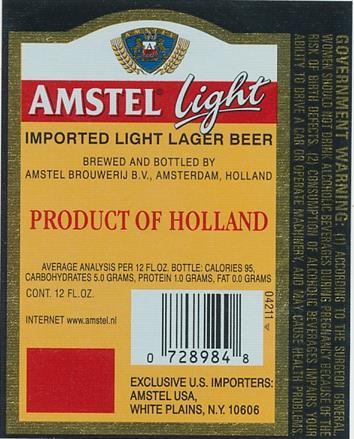 AMSTEL® Light
IMPORTED LIGHT LAGER BEER
BREWED AND BOTTLED BY
AMSTEL BROUWERIJ B.V., AMSTERDAM, HOLLAND
PRODUCT OF HOLLAND
AVERAGE ANALYSIS PER 12 FL.OZ. BOTTLE: CALORIES 95,
CARBOHYDRATES 5.0 GRAMS, PROTEIN 1.0 GRAMS, FAT 0.0 GRAMS
CONT. 12 FL.OZ.
INTERNET www.amstel.nl
04211
0 728984 8
EXCLUSIVE U.S. IMPORTERS:
AMSTEL USA,
WHITE PLAINS, N.Y. 10606
GOVERNMENT WARNING: (1) ACCORDING TO THE SURGEON GENERAL
WOMEN SHOULD NOT DRINK ALCOHOLIC BEVERAGES DURING PREGNANCY BECAUSE OF THE
RISK OF BIRTH DEFECTS. (2) CONSUMPTION OF ALCOHOLIC BEVERAGES IMPAIRS YOUR
ABILITY TO DRIVE A CAR OR OPERATE MACHINERY AND MAY CAUSE HEALTH PROBLEMS